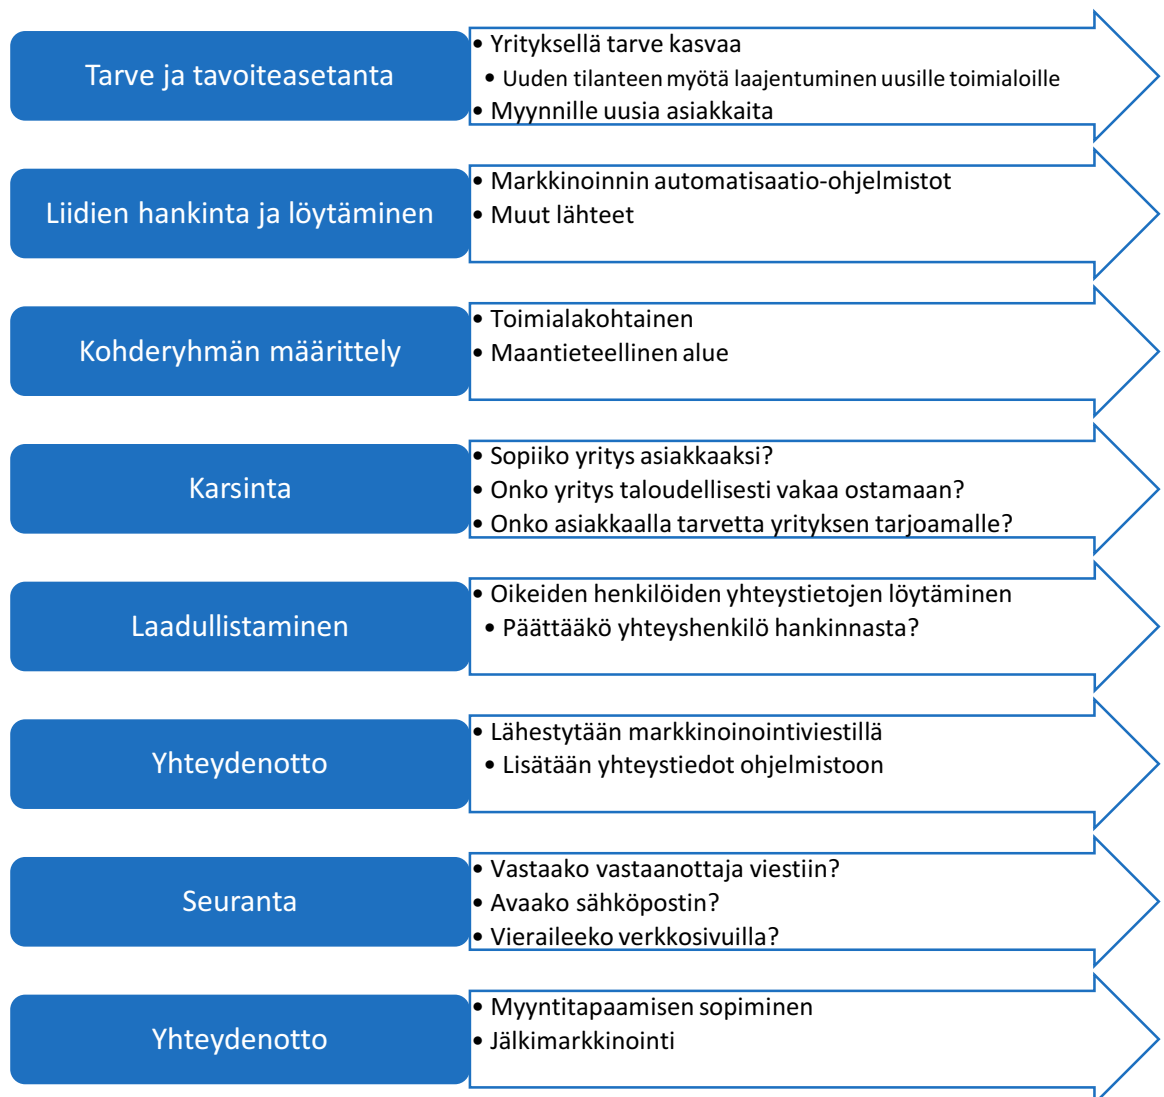 Tarve ja tavoiteasetanta
• Yrityksellä tarve kasvaa
• Uuden tilanteen myötä laajentuminen uusille toimialoille
• Myynnille uusia asiakkaita
Liidien hankinta ja löytäminen
• Markkinoinnin automatisaatio-ohjelmistot
• Muut lähteet
Kohderyhmän määrittely
• Toimialakohtainen
• Maantieteellinen alue
Karsinta
• Sopiiko yritys asiakkaaksi?
• Onko yritys taloudellisesti vakaa ostamaan?
• Onko asiakkaalla tarvetta yrityksen tarjoamalle?
Laadullistaminen
• Oikeiden henkilöiden yhteystietojen löytäminen
• Päättääkö yhteyshenkilö hankinnasta?
Yhteydenotto
• Lähestytään markkinoinointiviestillä
• Lisätään yhteystiedot ohjelmistoon
Seuranta
• Vastaako vastaanottaja viestiin?
• Avaako sähköpostin?
• Vieraileeko verkkosivuilla?
Yhteydenotto
• Myyntitapaamisen sopiminen
• Jälkimarkkinointi